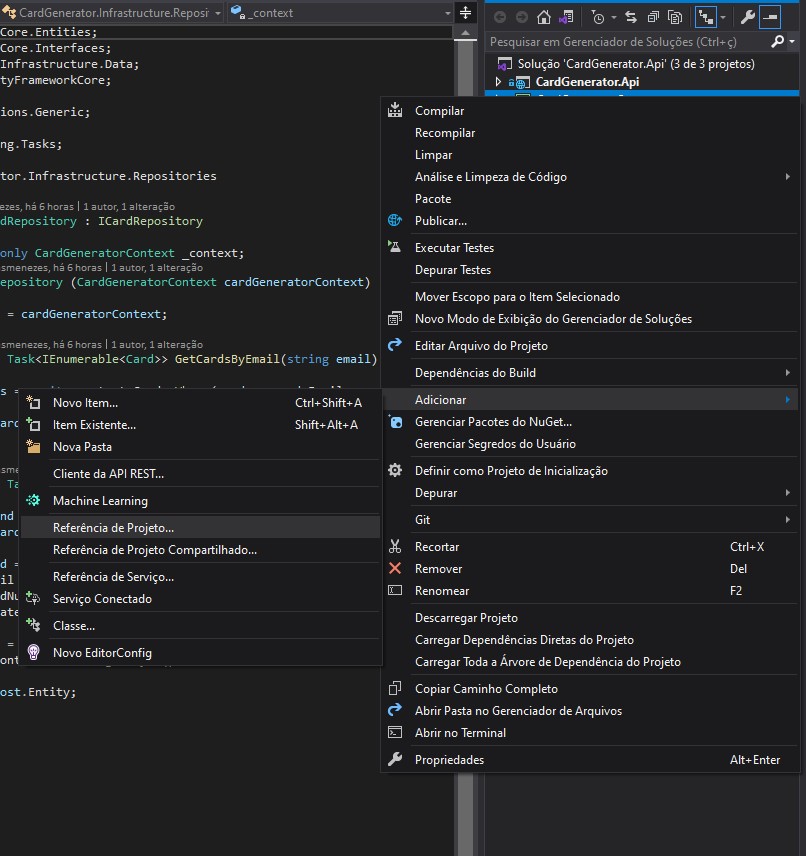 CardGenerator.Infrastructure.Reposi
_context
Core.Entities;
Core.Interfaces;
Infrastructure.Data;
tyFrameworkCore;
ions.Generic;
ng.Tasks;
tor.Infrastructure.Repositories
ezes, há 6 horas | 1 autor, 1 alteração
dRepository : ICardRepository
only CardGeneratorContext _context;
smenezes, há 6 horas | 1 autor, 1 alteração
epository (CardGeneratorContext cardGeneratorContext)
= cardGeneratorContext;
smenezes, há 6 horas | 1 autor, 1 alteração
Task<IEnumerable<Card>> GetCardsByEmail(string email)
s =
ard
sme
Ta
nd
ard
d =
il
dNu
ate
=
ont
ost.Entity;
Novo Item... Ctrl+Shift+A
Item Existente... Shift+Alt+A
Nova Pasta
Cliente da API REST...
Machine Learning
Referência de Projeto...
Referência de Projeto Compartilhado...
Referência de Serviço...
Serviço Conectado
Classe...
Novo EditorConfig
Pesquisar em Gerenciador de Soluções (Ctrl+ç)
Solução 'CardGenerator.Api' (3 de 3 projetos)
CardGenerator.Api
Compilar
Recompilar
Limpar
Análise e Limpeza de Código
Pacote
Publicar...
Executar Testes
Depurar Testes
Mover Escopo para o Item Selecionado
Novo Modo de Exibição do Gerenciador de Soluções
Editar Arquivo do Projeto
Dependências do Build
Adicionar
Gerenciar Pacotes do NuGet...
Gerenciar Segredos do Usuário
Definir como Projeto de Inicialização
Depurar
Git
Recortar Ctrl+X
Remover Del
Renomear F2
Descarregar Projeto
Carregar Dependências Diretas do Projeto
Carregar Toda a Árvore de Dependência do Projeto
Copiar Caminho Completo
Abrir Pasta no Gerenciador de Arquivos
Abrir no Terminal
Propriedades Alt+Enter